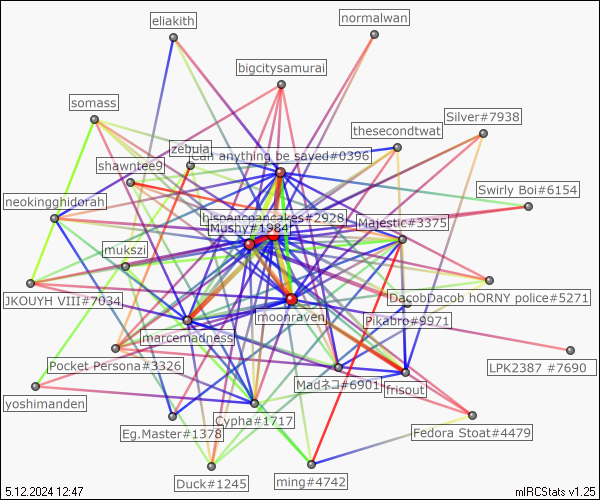 eliakith
normalwan
bigcitysamurai
somass
Silver#7938
thesecondtwat
zebula
Can anything be saved#0396
shawntee9
Swirly Boi#6154
neokingghidorah
hispancancakes#2928
Mushy#1984
Majestic#3375
mukszi
JKOUYH VIII#7034
DacobDacob hORNY police#5271
moonraven
Pikabro#9971
marcemadness
Pocket Persona#3326
LPK2387 #7690
Madネコ#6901
frisout
yoshimanden
Cypha#1717
Eg.Master#1378
Fedora Stoat#4479
Duck#1245
ming#4742
5.12.2024 12:47
mIRCStats v1.25